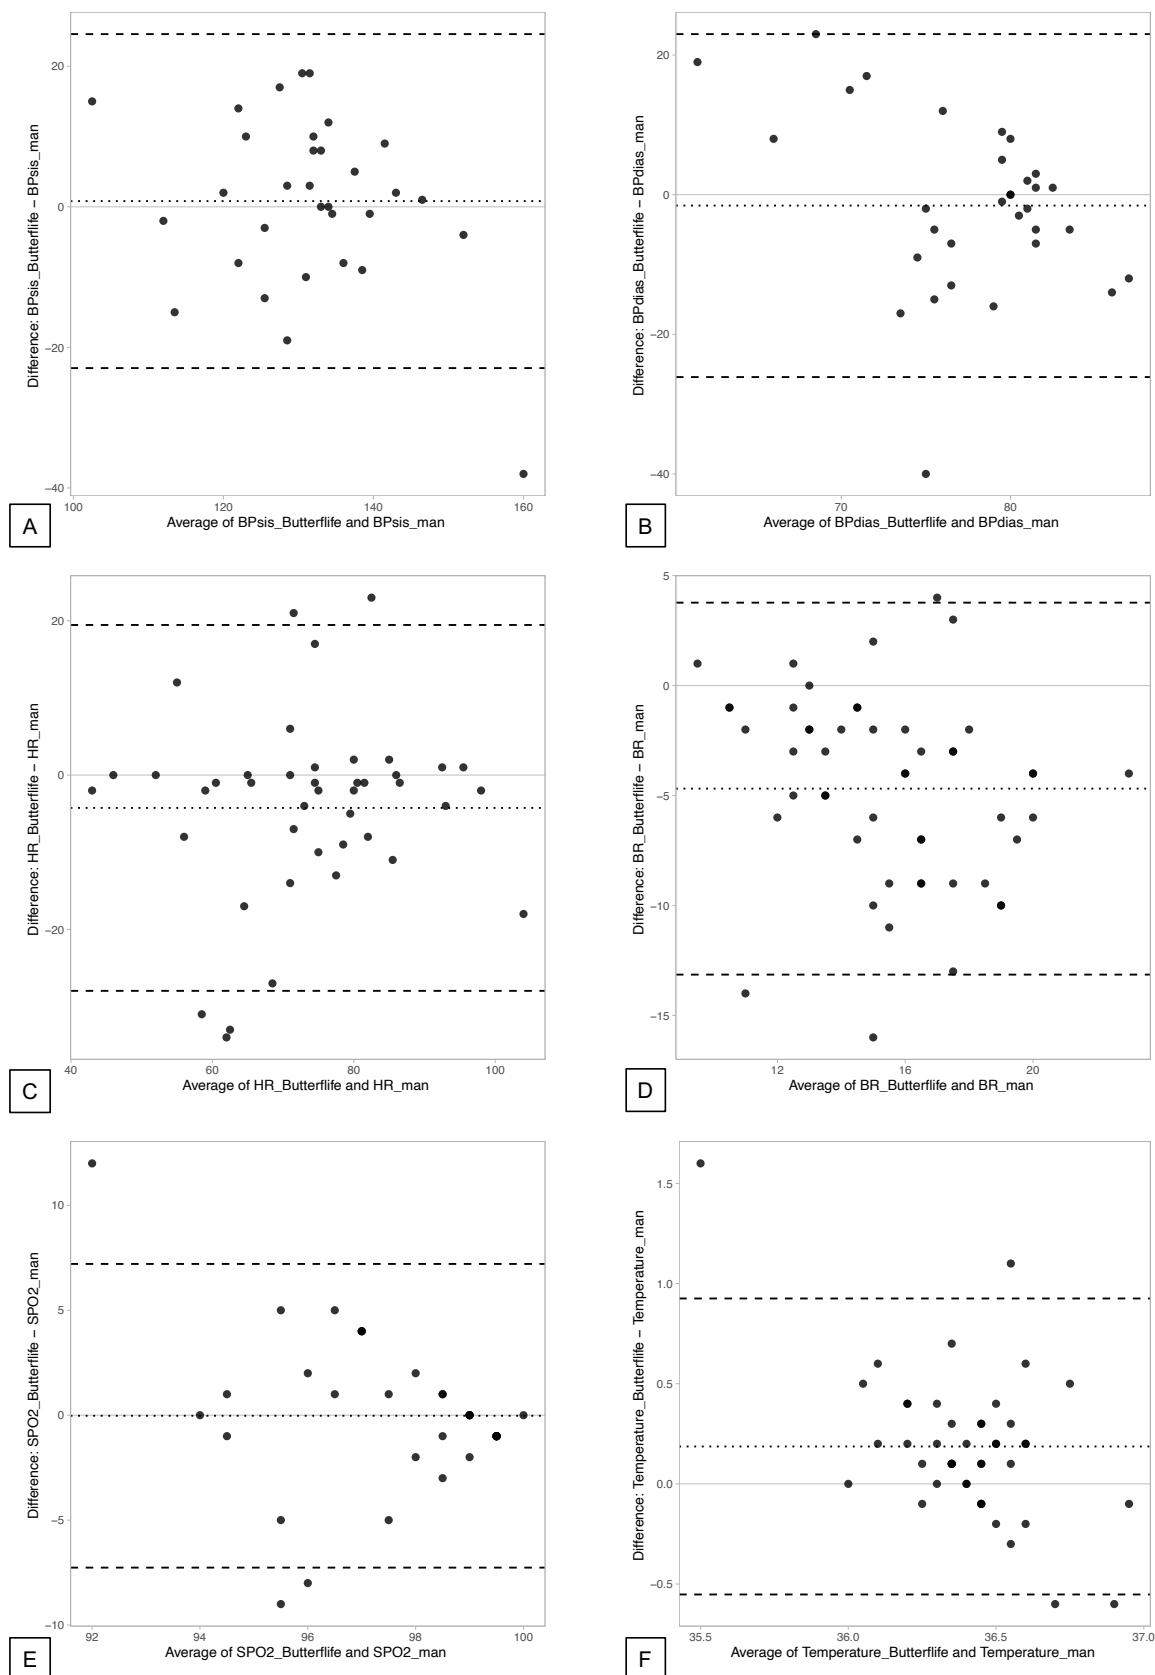 Difference: BPsis_Butterflife − BPsis_man
20
0
−20
−40
100
120
140
160
Average of BPsis_Butterflife and BPsis_man
A
Difference: BPdias_Butterflife − BPdias_man
20
0
−20
−40
70
80
Average of BPdias_Butterflife and BPdias_man
B
Difference: HR_Butterflife − HR_man
20
0
−20
40
60
80
100
Average of HR_Butterflife and HR_man
C
Difference: BR_Butterflife − BR_man
5
0
−5
−10
−15
12
16
20
Average of BR_Butterflife and BR_man
D
Difference: SPO2_Butterflife − SPO2_man
10
5
0
−5
−10
92
94
96
98
100
Average of SPO2_Butterflife and SPO2_man
E
Difference: Temperature_Butterflife − Temperature_man
1.5
1.0
0.5
0.0
−0.5
35.5
36.0
36.5
37.0
Average of Temperature_Butterflife and Temperature_man
F